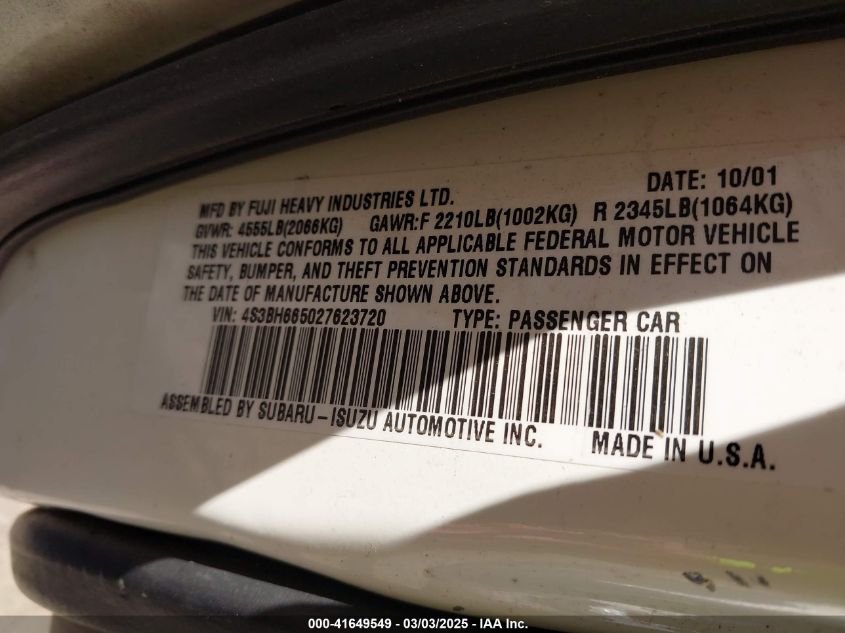 DATE: 10/01
MFD BY FUJI HEAVY INDUSTRIES LTD.
GVWR: 4555LB(2066KG) GAWR:F 2210LB(1002KG) R 2345LB(1064KG)
THIS VEHICLE CONFORMS TO ALL APPLICABLE FEDERAL MOTOR VEHICLE
SAFETY, BUMPER, AND THEFT PREVENTION STANDARDS IN EFFECT ON
THE DATE OF MANUFACTURE SHOWN ABOVE.
VIN: 4S3BH665027623720 TYPE: PASSENGER CAR
ASSEMBLED BY SUBARU-ISUZU AUTOMOTIVE INC. MADE IN U.S.A.
000-41649549 / 03/03/2025 - IAA Inc.